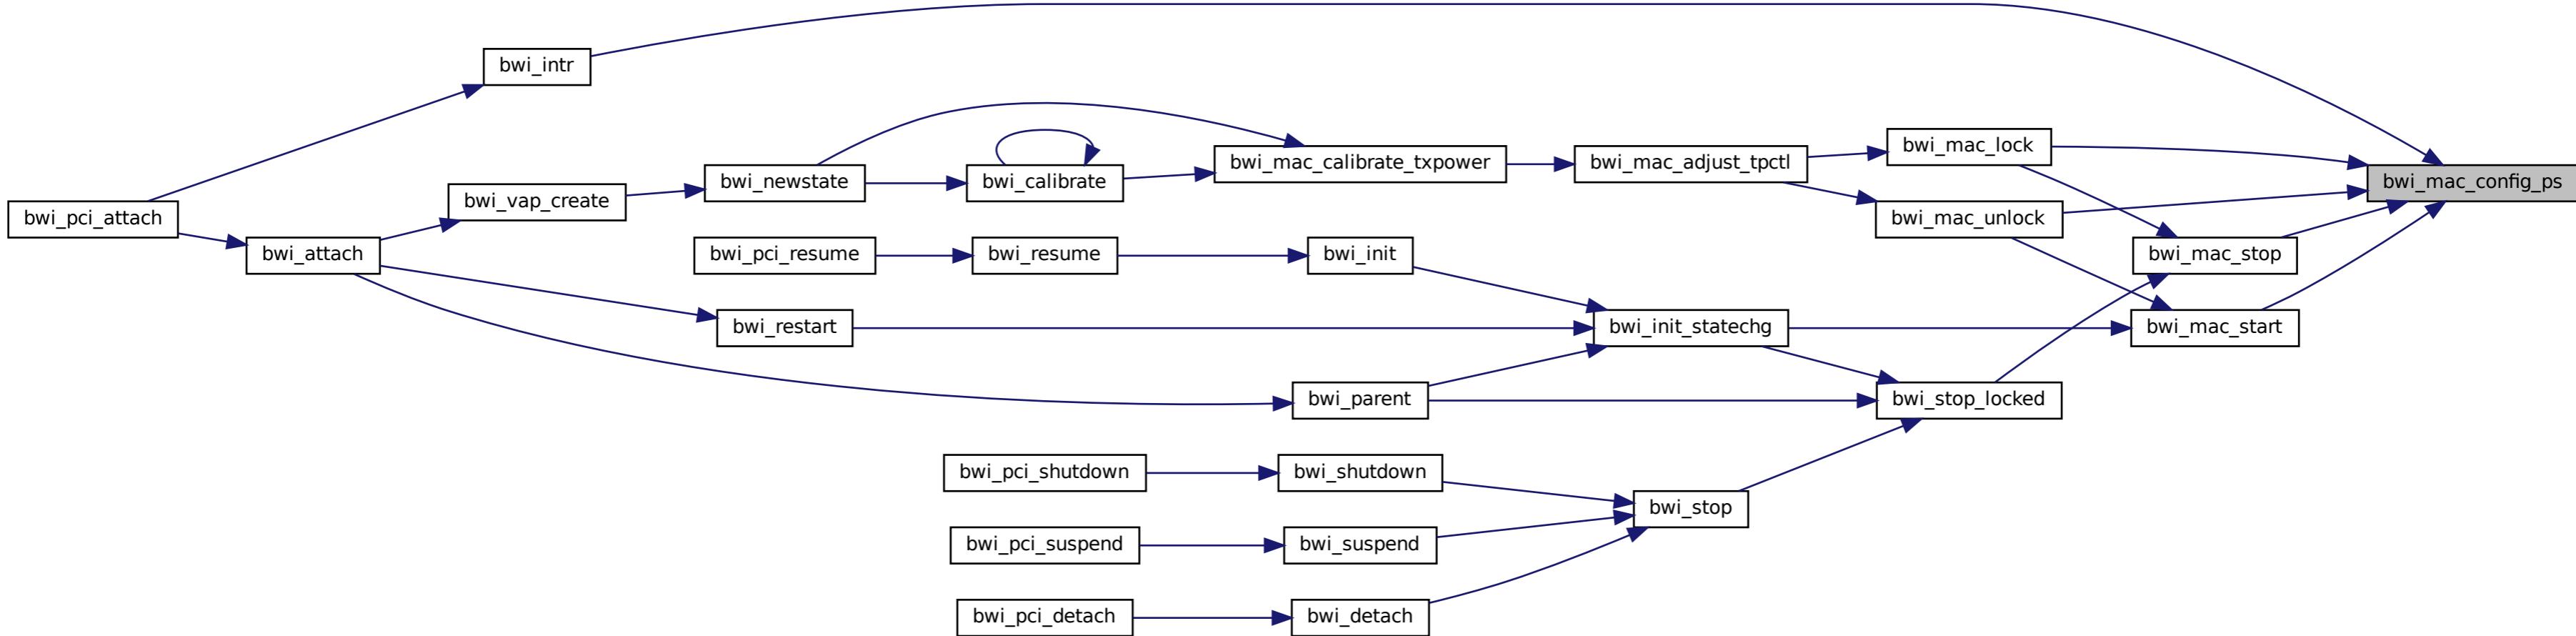 bwi_intr
bwi_mac_lock
bwi_mac_calibrate_txpower
bwi_mac_adjust_tpctl
bwi_newstate
bwi_calibrate
bwi_mac_config_ps
bwi_vap_create
bwi_pci_attach
bwi_mac_unlock
bwi_attach
bwi_pci_resume
bwi_resume
bwi_init
bwi_mac_stop
bwi_restart
bwi_init_statechg
bwi_mac_start
bwi_parent
bwi_stop_locked
bwi_pci_shutdown
bwi_shutdown
bwi_stop
bwi_pci_suspend
bwi_suspend
bwi_pci_detach
bwi_detach